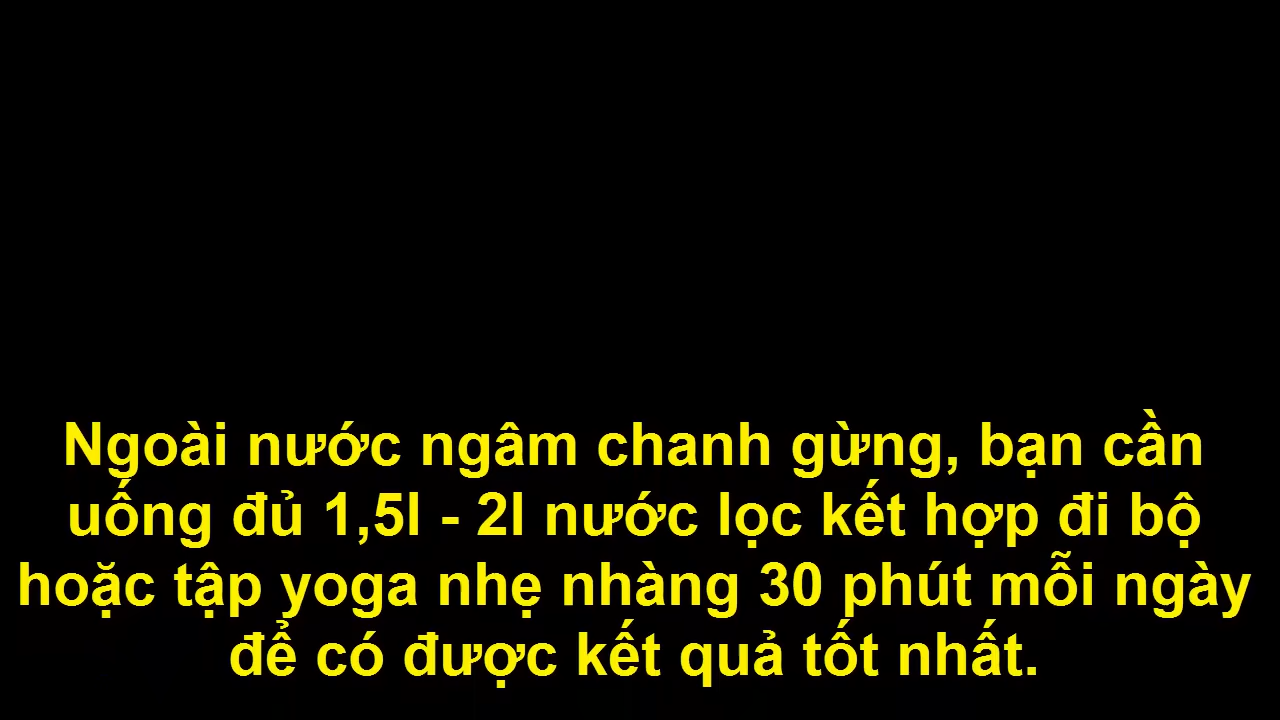 Ngoài nước ngâm chanh gừng, bạn cần
uống đủ 1,5l - 2l nước lọc kết hợp đi bộ
hoặc tập yoga nhẹ nhàng 30 phút mỗi ngày
để có được kết quả tốt nhất.